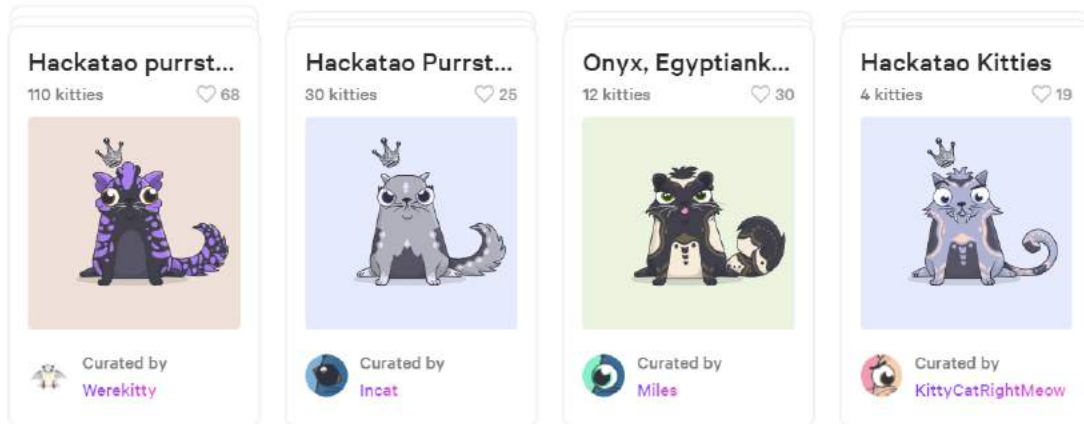 Hackatao purrst...
110 kitties 68
Curated by
Werekitty
Hackatao Purrst...
30 kitties 25
Curated by
Incat
Onyx, Egyptiank...
12 kitties 30
Curated by
Miles
Hackatao Kitties
4 kitties 19
Curated by
KittyCatRightMeow